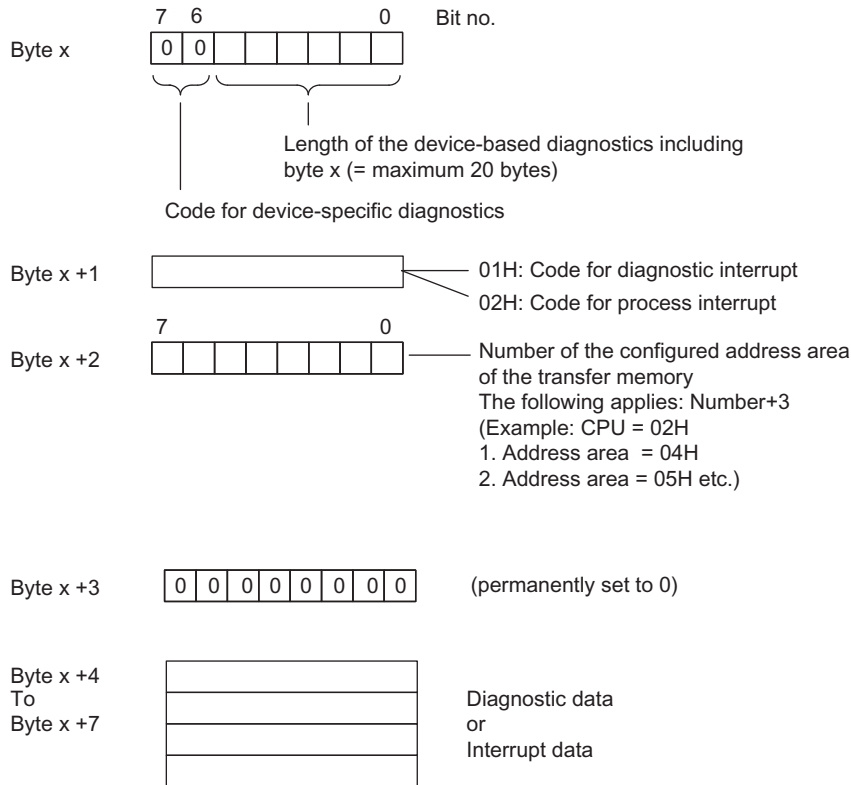 7 6 0 Bit no.
Byte x 0 0
Length of the device-based diagnostics including
byte x (= maximum 20 bytes)
Code for device-specific diagnostics
Byte x +1 01H: Code for diagnostic interrupt
02H: Code for process interrupt
7 0
Byte x +2 Number of the configured address area
of the transfer memory
The following applies: Number+3
(Example: CPU = 02H
1. Address area = 04H
2. Address area = 05H etc.)
Byte x +3 0 0 0 0 0 0 0 0 (permanently set to 0)
Byte x +4
To Diagnostic data
Byte x +7 or
Interrupt data